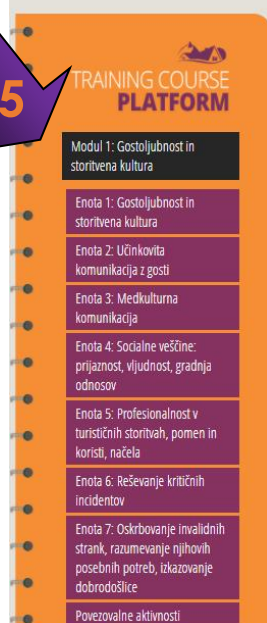 5
TRAINING COURSE
PLATFORM
Modul 1: Gostoljubnost in
storitvena kultura
Enota 1: Gostoljubnost in
storitvena kultura
Enota 2: Učinkovita
komunikacija z gosti
Enota 3: Medkulturna
komunikacija
Enota 4: Socialne veščine:
prijaznost, vljudnost, gradnja
odnosov
Enota 5: Profesionalnost v
turističnih storitvah, pomen in
koristi, načela
Enota 6: Reševanje kritičnih
incidentov
Enota 7: Oskrbovanje invalidnih
strank, razumevanje njihovih
posebnih potreb, izkazovanje
dobrodošlice
Povezovalne aktivnosti